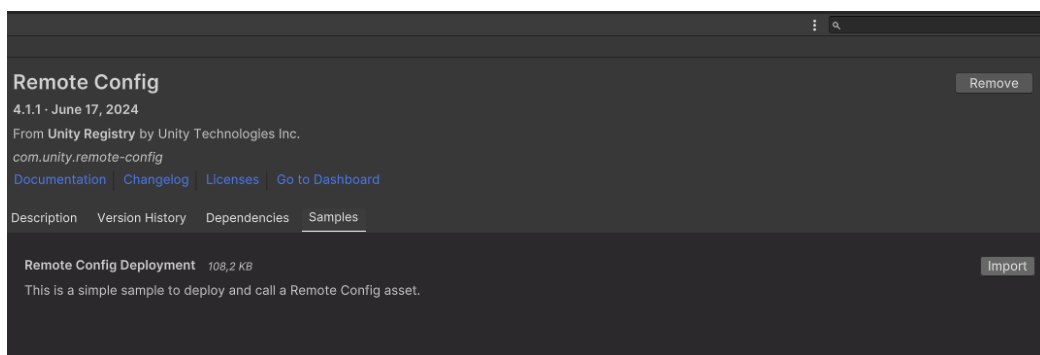 Remote Config
Remove
4.1.1 · June 17, 2024
From Unity Registry by Unity Technologies Inc.
com.unity.remote-config
Documentation Changelog Licenses Go to Dashboard
Description Version History Dependencies Samples
Remote Config Deployment 108,2 KB
Import
This is a simple sample to deploy and call a Remote Config asset.